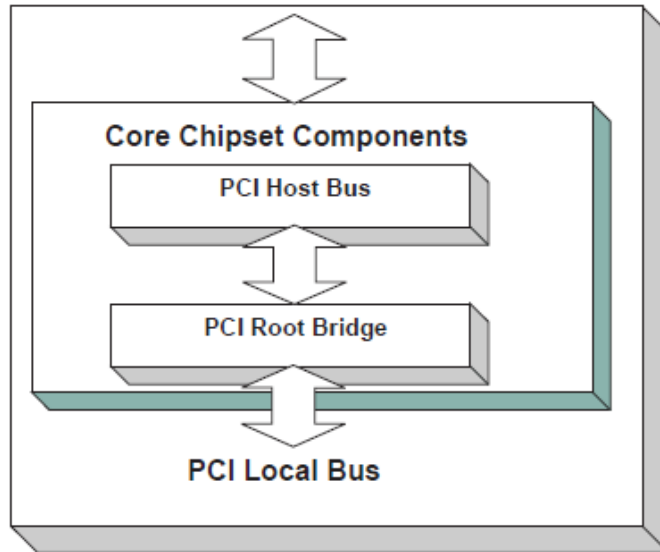 Core Chipset Components
PCI Host Bus
PCI Root Bridge
PCI Local Bus